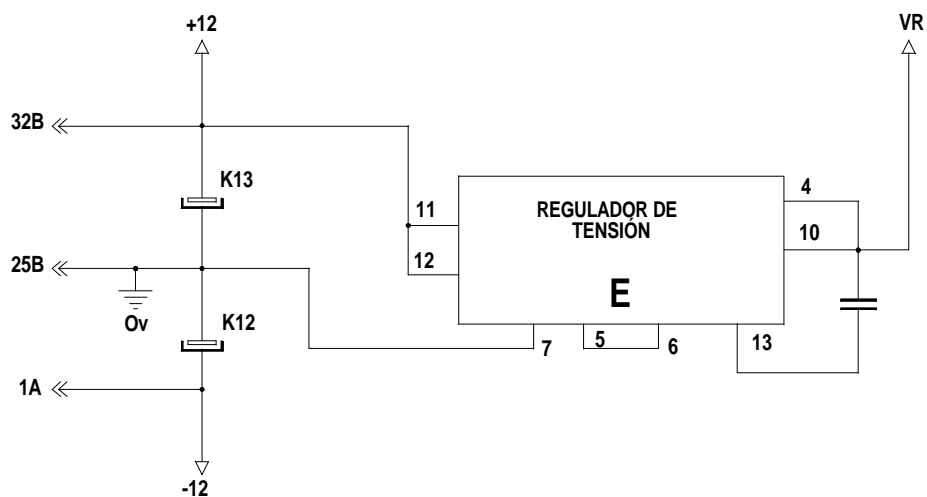 +12
VR
32B
K13
4
11
REGULADOR DE
TENSIÓN
10
12
25B
E
K12
Ov
7
5
6
13
1A
-12